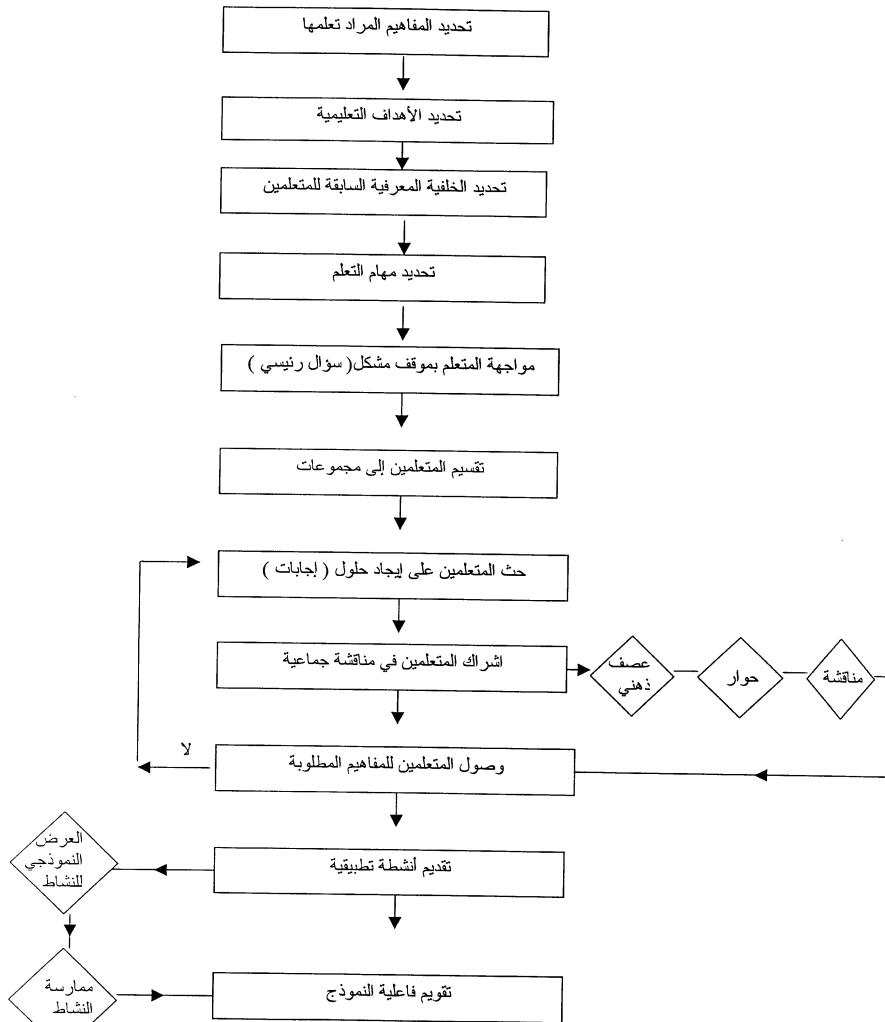 تحديد المفاهيم المراد تعلمها
تحديد الأهداف التعليمية
تحديد الخلفية المعرفية السابقة للمتعلمين
تحديد مهام التعلم
مواجهة المتعلم بموقف مشكل( سؤال رئيسي )
تقسيم المتعلمين إلى مجموعات
حث المتعلمين على إيجاد حلول ( إجابات )
اشراك المتعلمين في مناقشة جماعية
عصف
ذهني
حوار
مناقشة
وصول المتعلمين للمفاهيم المطلوبة
لا
تقديم أنشطة تطبيقية
العرض
النموذجي
للنشاط
ممارسة
النشاط
تقويم فاعلية النموذج